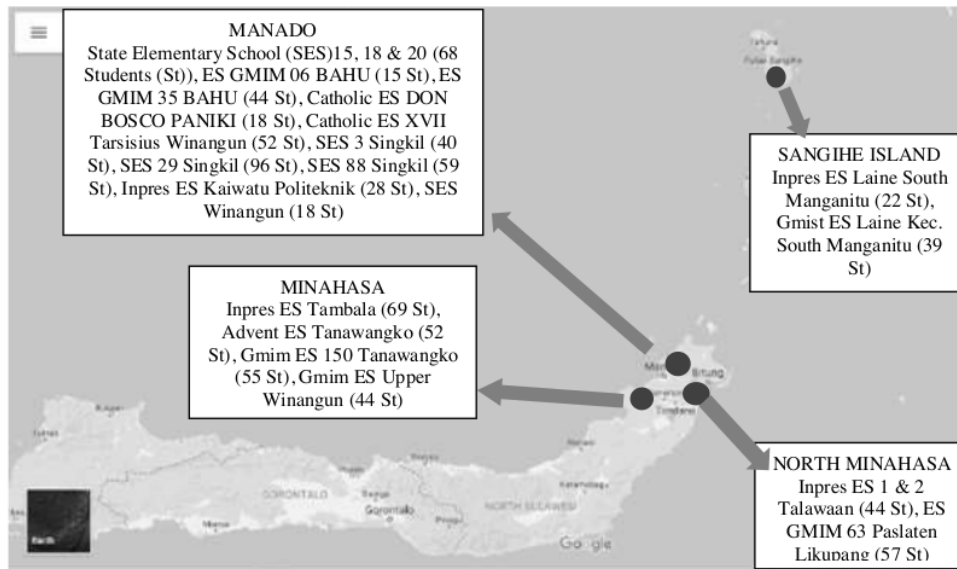 MANADO
State Elementary School (SES)15, 18 & 20 (68
Students (St)), ES GMIM 06 BAHU (15 St), ES
GMIM 35 BAHU (44 St), Catholic ES DON
BOSCO PANIKI (18 St), Catholic ES XVII
Tarsisius Winangun (52 St), SES 3 Singkil (40
St), SES 29 Singkil (96 St), SES 88 Singkil (59
St), Inpres ES Kaiwatu Politeknik (28 St), SES
Winangun (18 St)
SANGIHE ISLAND
Inpres ES Laine South
Manganitu (22 St),
Gmist ES Laine Kec.
South Manganitu (39
St)
MINAHASA
Inpres ES Tambala (69 St),
Advent ES Tanawangko (52
St), Gmim ES 150 Tanawangko
(55 St), Gmim ES Upper
Winangun (44 St)
Bitung
NORTH MINAHASA
Inpres ES 1 & 2
Talawaan (44 St), ES
GMIM 63 Paslaten
Likupang (57 St)
GORONTALO
Gorontalo
NORTH SULAWESI
Google
Earth